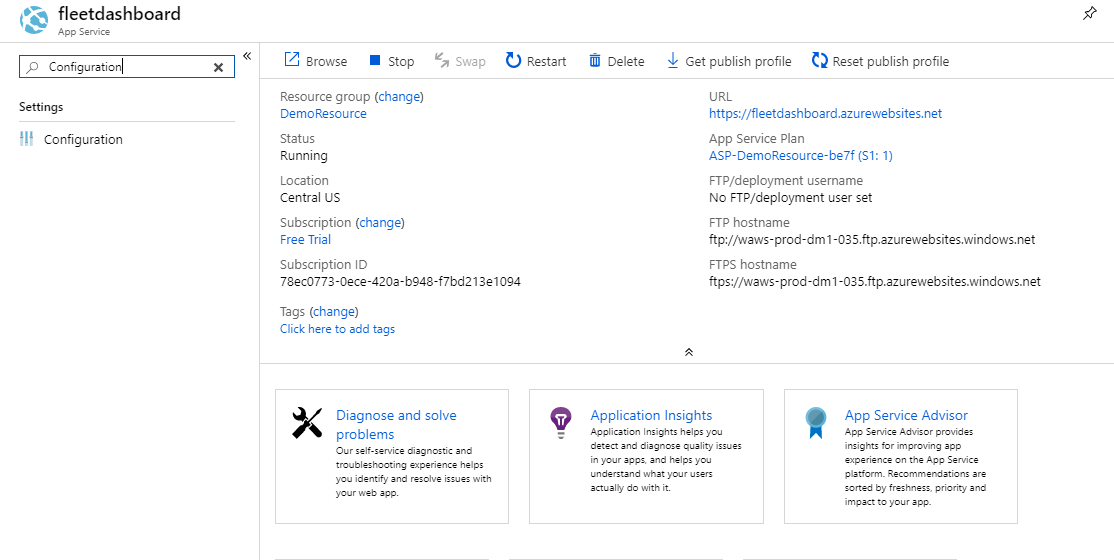 fleetdashboard
App Service
Configuration
Settings
Configuration
Browse Stop Swap Restart Delete Get publish profile Reset publish profile
Resource group (change)
DemoResource
Status
Running
Location
Central US
Subscription (change)
Free Trial
Subscription ID
78ec0773-0ece-420a-b948-f7bd213e1094
Tags (change)
Click here to add tags
URL
https://fleetdashboard.azurewebsites.net
App Service Plan
ASP-DemoResource-be7f (S1: 1)
FTP/deployment username
No FTP/deployment user set
FTP hostname
ftp://waws-prod-dm1-035.ftp.azurewebsites.windows.net
FTPS hostname
ftps://waws-prod-dm1-035.ftp.azurewebsites.windows.net
Diagnose and solve
problems
Our self-service diagnostic and
troubleshooting experience helps
you identify and resolve issues with
your web app.
Application Insights
Application Insights helps you
detect and diagnose quality issues
in your apps, and helps you
understand what your users
actually do with it.
App Service Advisor
App Service Advisor provides
insights for improving app
experience on the App Service
platform. Recommendations are
sorted by freshness, priority and
impact to your app.